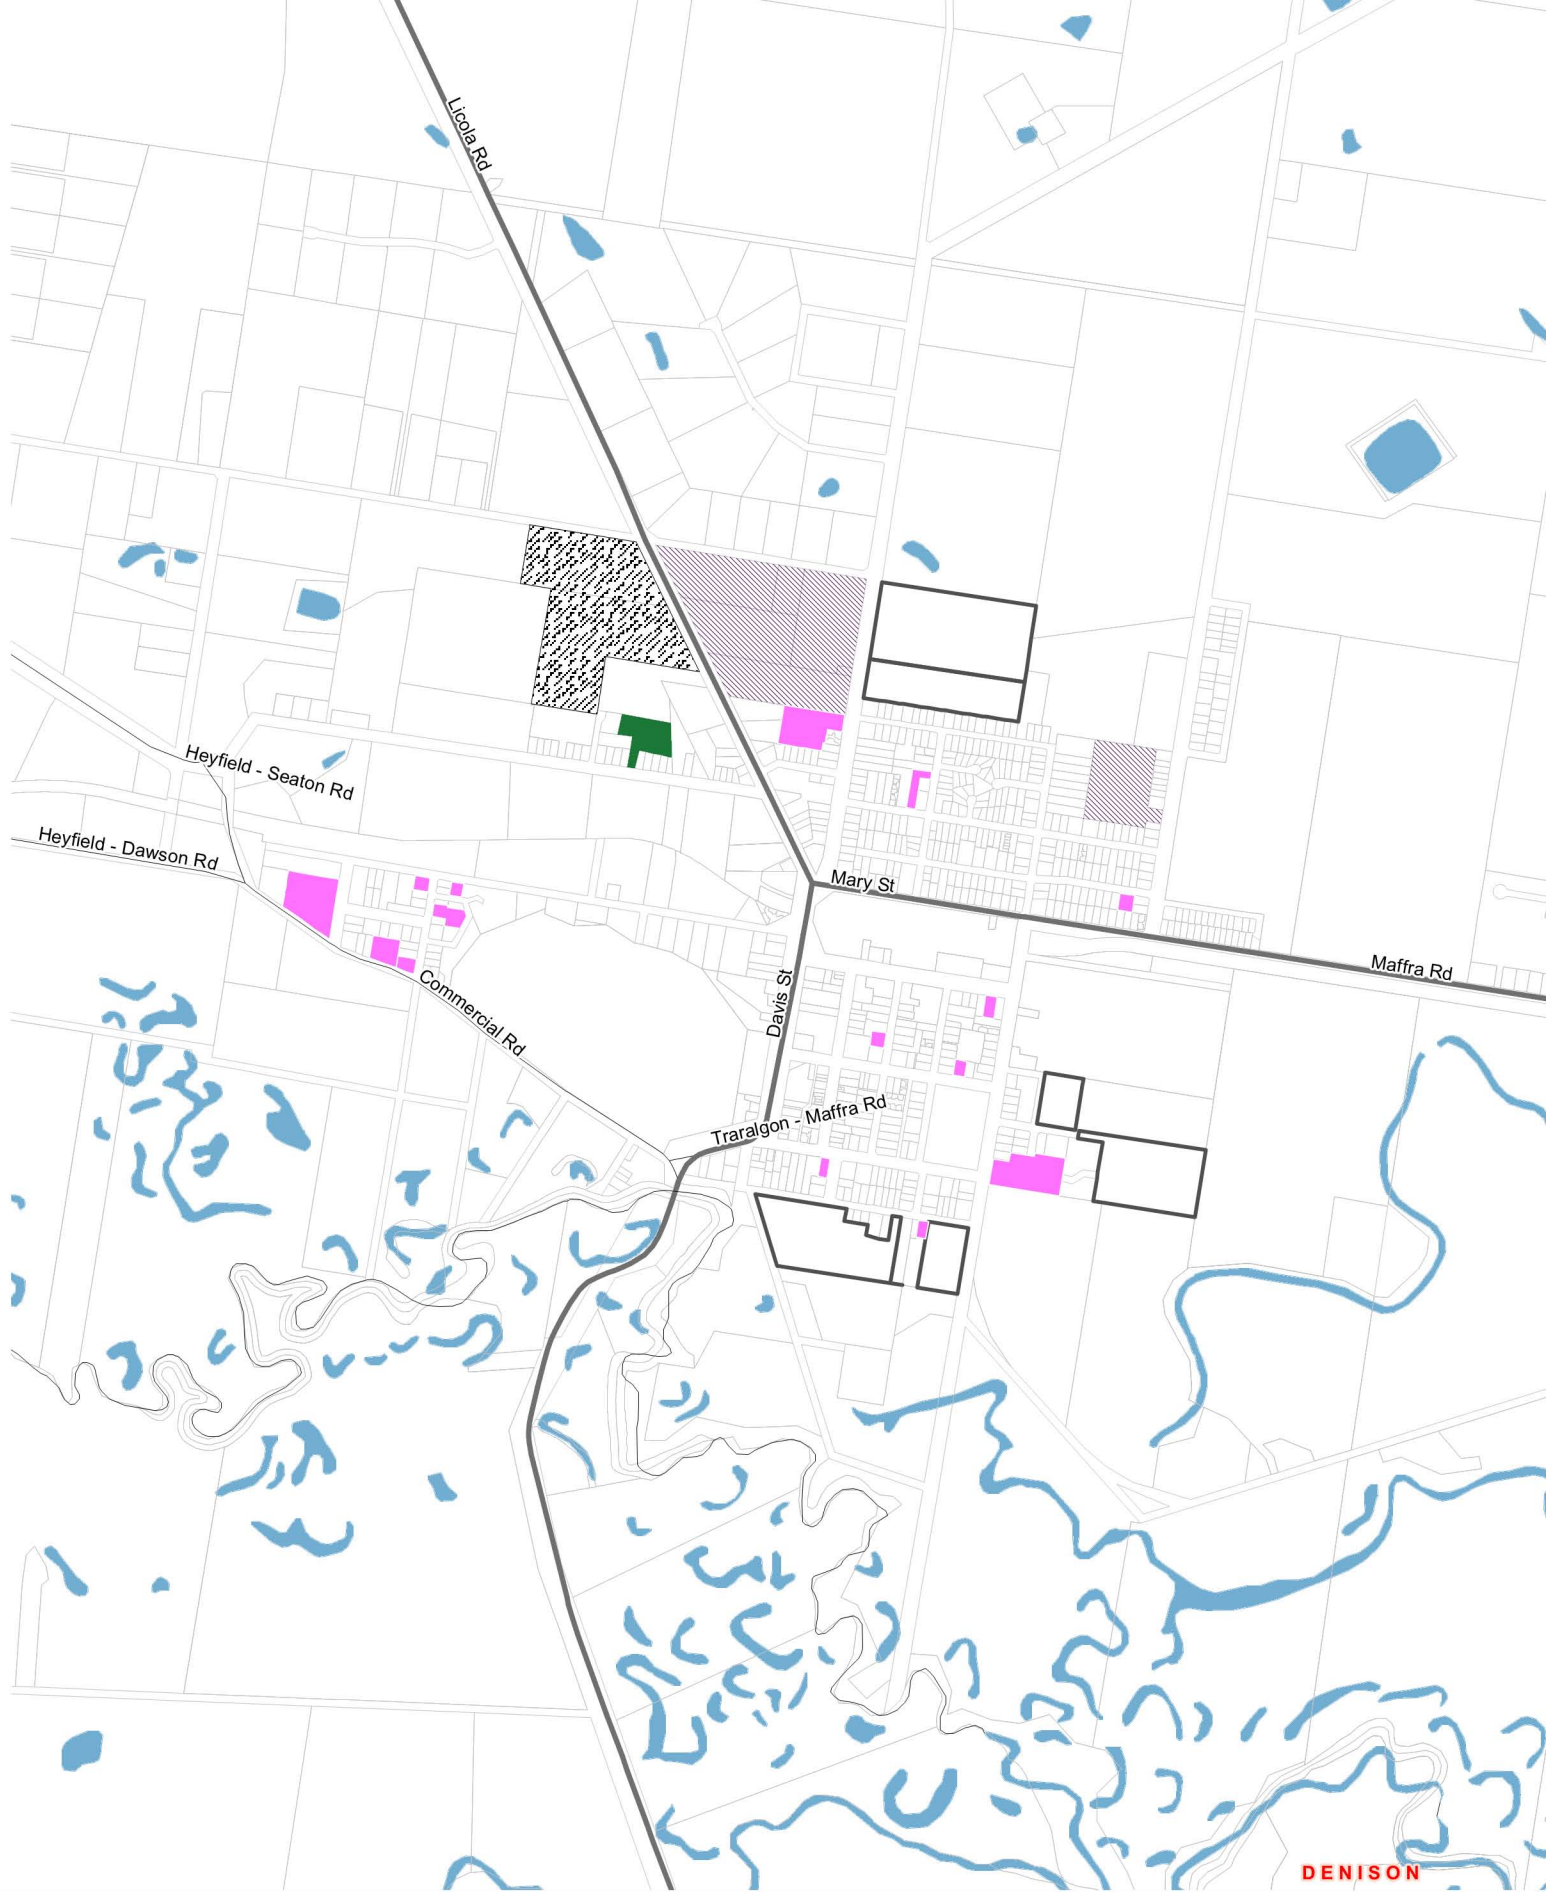 Licola Rd
Heyfield - Seaton Rd
Heyfield - Dawson Rd
Mary St
Maffra Rd
Commercial Rd
Davis St
Traralgon - Maffra Rd
DENISON